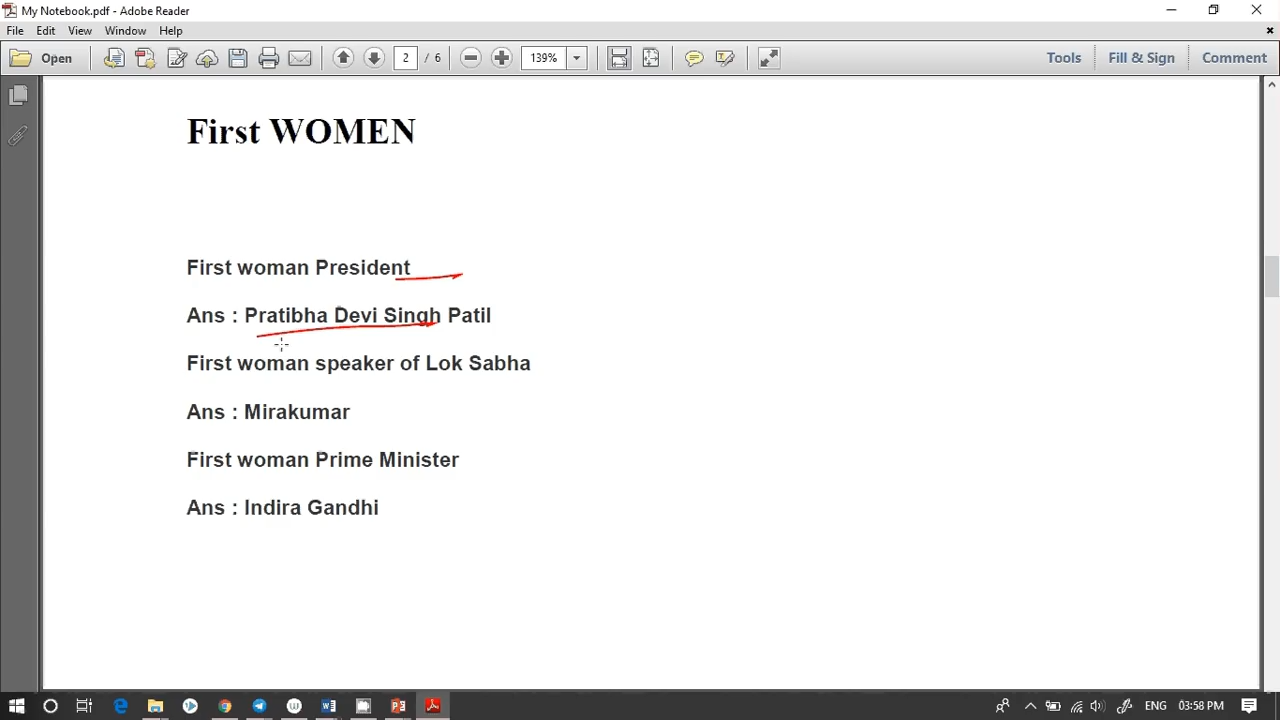 My Notebook.pdf - Adobe Reader
File Edit View Window Help
Open 2 / 6 139% Tools Fill & Sign Comment
First WOMEN
First woman President
Ans : Pratibha Devi Singh Patil
First woman speaker of Lok Sabha
Ans : Mirakumar
First woman Prime Minister
Ans : Indira Gandhi
ENG 03:58 PM